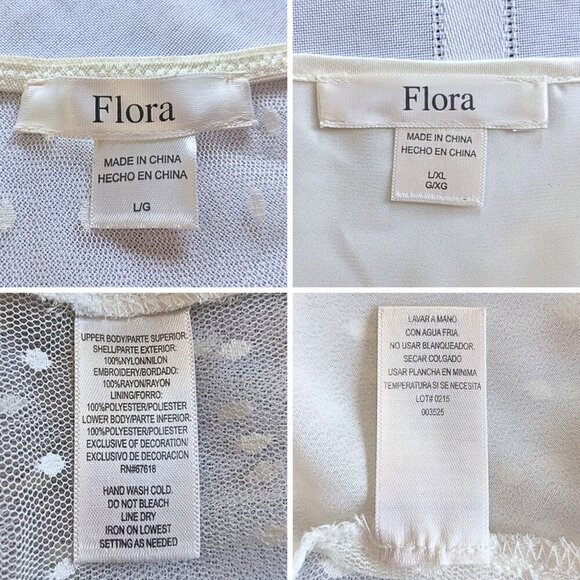 Flora
MADE IN CHINA
HECHO EN CHINA
L/G
Flora
MADE IN CHINA
HECHO EN CHINA
L/XL
G/XG
UPPER BODY/PARTE SUPERIOR:
SHELL/PARTE EXTERIOR:
100%NYLON/NILON
EMBROIDERY/BORDADO:
100%RAYON/RAYON
LINING/FORRO:
100%POLYESTER/POLIESTER
LOWER BODY/PARTE INFERIOR:
100%POLYESTER/POLIESTER
EXCLUSIVE OF DECORATION/
EXCLUSIVO DE DECORACION
RN#67618
HAND WASH COLD.
DO NOT BLEACH
LINE DRY
IRON ON LOWEST
SETTING AS NEEDED
LAVAR A MANO
CON AGUA FRIA
NO USAR BLANQUEADOR.
SECAR COLGADO
USAR PLANCHA EN MINIMA
TEMPERATURA SI SE NECESITA
LOT# 0215
003525